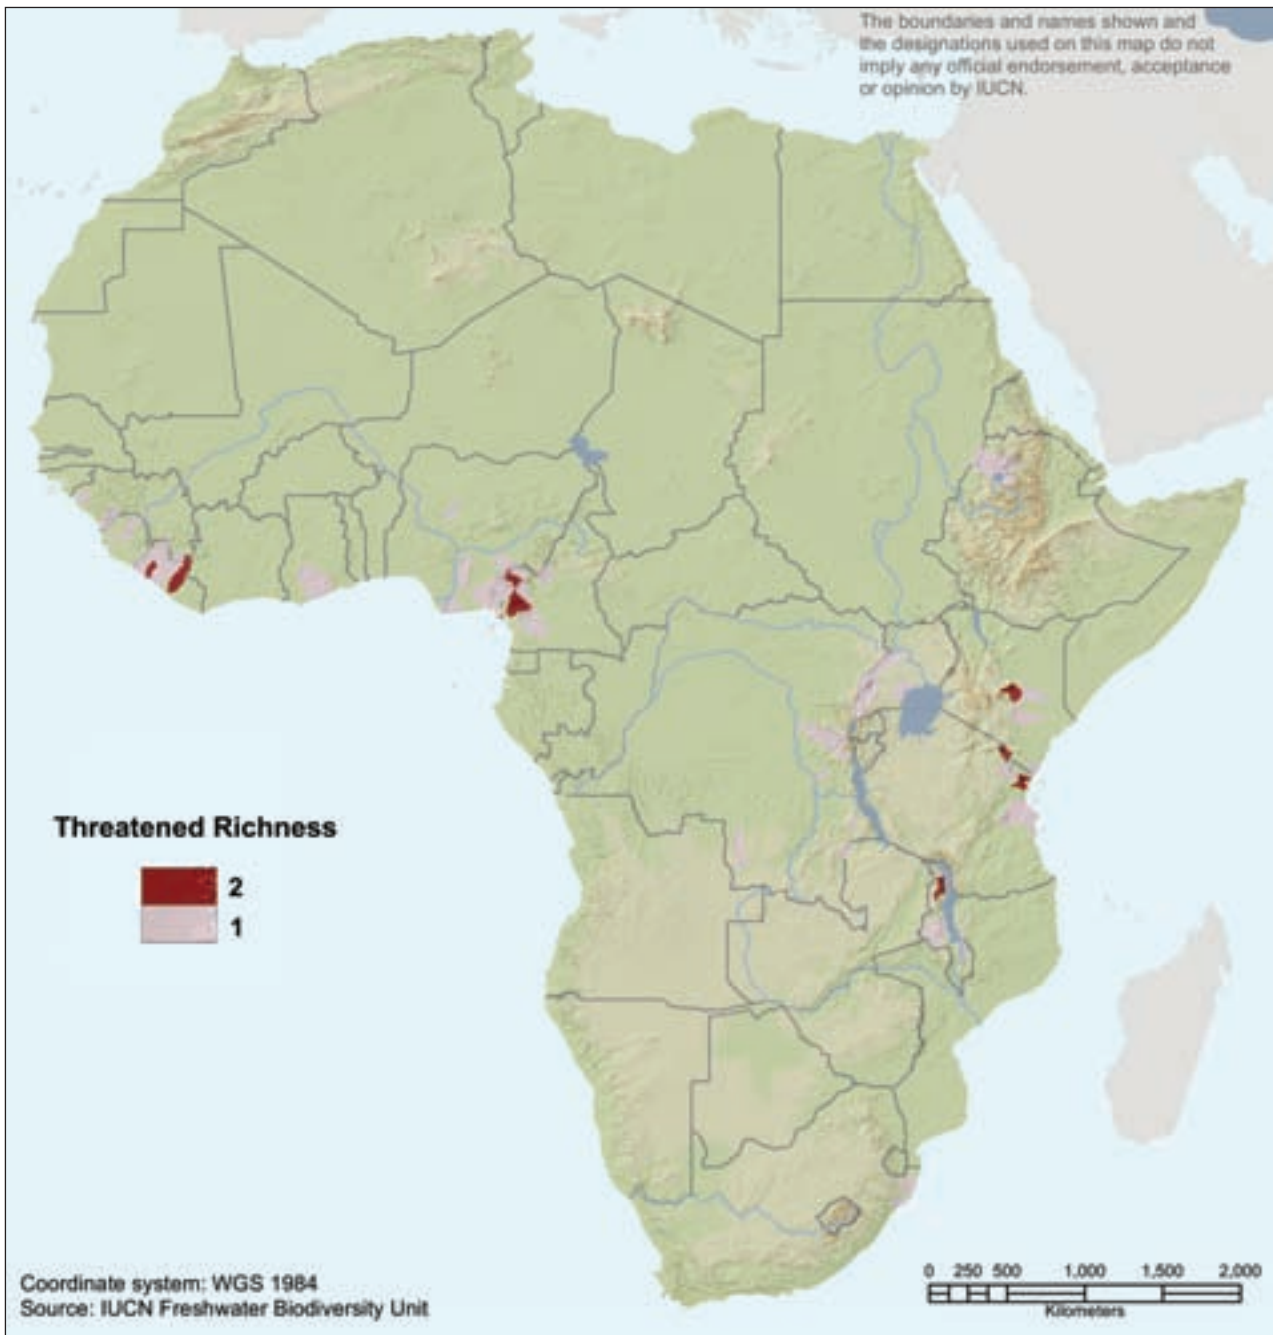 The boundaries and names shown and
the designations used on this map do not
imply any official endorsement, acceptance
or opinion by IUCN.
Threatened Richness
2
1
Coordinate system: WGS 1984
Source: IUCN Freshwater Biodiversity Unit
0 250 500 1,000 1,500 2,000
Kilometers